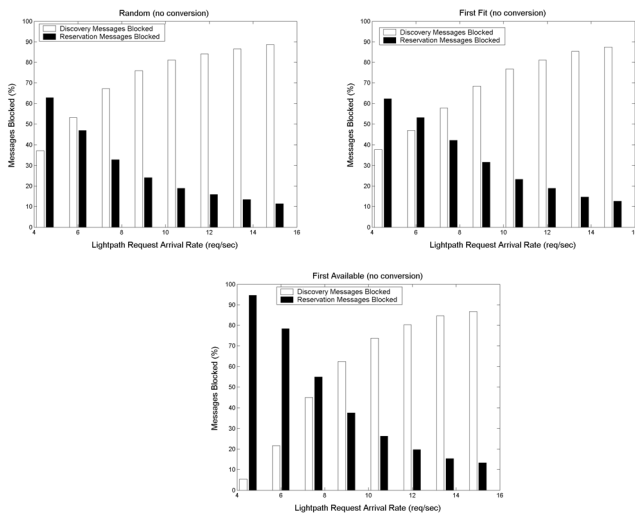 Random (no conversion)
Discovery Messages Blocked
Reservation Messages Blocked
Messages Blocked (%)
100
90
80
70
60
50
40
30
20
10
0
4 6 8 10 12 14 16
Lightpath Request Arrival Rate (req/sec)
First Fit (no conversion)
Discovery Messages Blocked
Reservation Messages Blocked
Messages Blocked (%)
100
90
80
70
60
50
40
30
20
10
0
4 6 8 10 12 14
Lightpath Request Arrival Rate (req/sec)
First Available (no conversion)
Discovery Messages Blocked
Reservation Messages Blocked
Messages Blocked (%)
100
90
80
70
60
50
40
30
20
10
0
4 6 8 10 12 14 16
Lightpath Request Arrival Rate (req/sec)